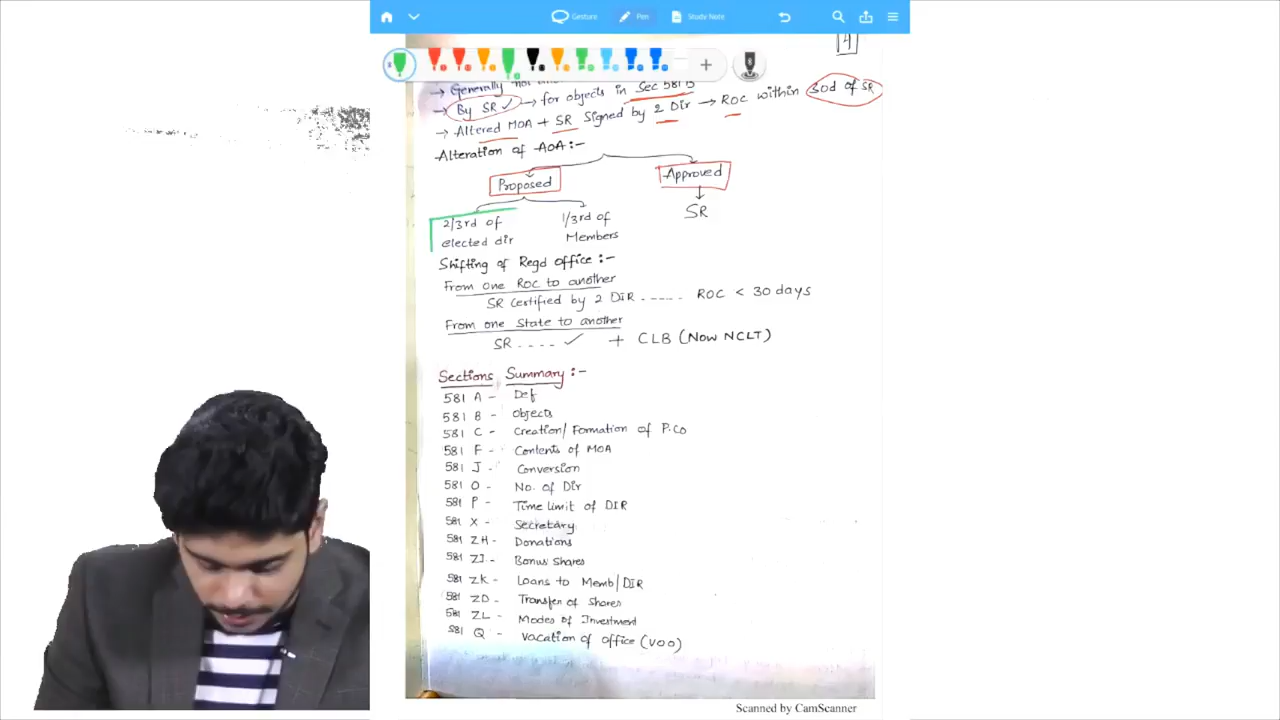 Gesture Pen Study Note
4
→ Generally not
→ By SR ✓ → for objects in Sec 581 B
→ Altered MOA + SR signed by 2 Dir → ROC within 30d of SR
Alteration of AOA :-
Proposed Approved
2/3rd of 1/3rd of SR
elected dir Members
Shifting of Regd office :-
From one ROC to another
SR certified by 2 DIR ..... ROC < 30 days
From one State to another
SR .... ✓ + CLB (Now NCLT)
Sections Summary :-
581 A - Def
581 B - Objects
581 C - Creation/Formation of P.CO
581 F - Contents of MOA
581 J - Conversion
581 O - No. of Dir
581 P - Time limit of DIR
581 X - Secretary
581 ZH - Donations
581 ZJ - Bonus Shares
581 ZK - Loans to Memb/DIR
581 ZD - Transfer of shares
581 ZL - Modes of Investment
581 Q - Vacation of office (VOO)
Scanned by CamScanner